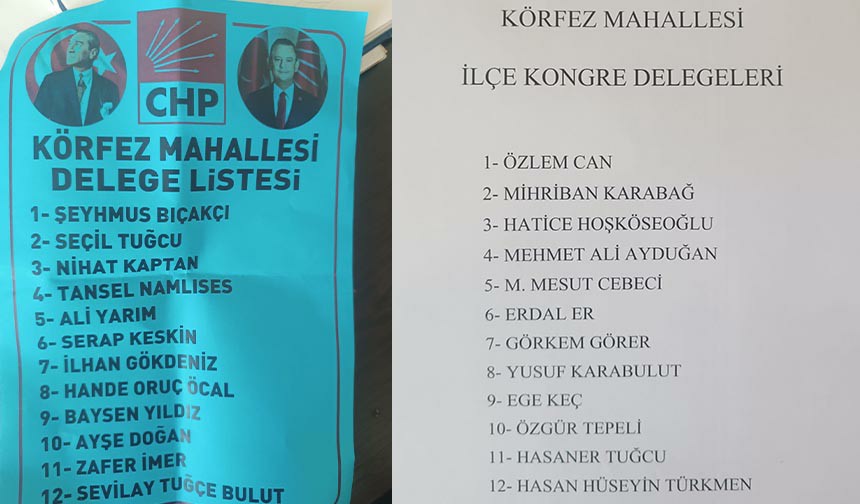 CHP
KÖRFEZ MAHALLESİ
DELEGE LİSTESİ
1- ŞEYHMUS BIÇAKÇI
2- SEÇİL TUĞCU
3- NİHAT KAPTAN
4- TANSEL NAMLISES
5- ALİ YARIM
6- SERAP KESKİN
7- İLHAN GÖKDENİZ
8- HANDE ORUÇ ÖCAL
9- BAYSEN YILDIZ
10- AYŞE DOĞAN
11- ZAFER İMER
12- SEVİLAY TUĞÇE BULUT
KÖRFEZ MAHALLESİ
İLÇE KONGRE DELEGELERİ
1- ÖZLEM CAN
2- MİHRİBAN KARABAĞ
3- HATİCE HOŞKÖSEOĞLU
4- MEHMET ALİ AYDUĞAN
5- M. MESUT CEBECİ
6- ERDAL ER
7- GÖRKEM GÖRER
8- YUSUF KARABULUT
9- EGE KEÇ
10- ÖZGÜR TEPELİ
11- HASANER TUĞCU
12- HASAN HÜSEYİN TÜRKMEN